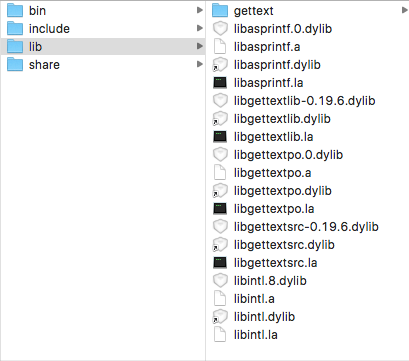 bin
include
lib
share
gettext
libasprintf.0.dylib
libasprintf.a
libasprintf.dylib
libasprintf.la
libgettextlib-0.19.6.dylib
libgettextlib.dylib
libgettextlib.la
libgettextpo.0.dylib
libgettextpo.a
libgettextpo.dylib
libgettextpo.la
libgettextsrc-0.19.6.dylib
libgettextsrc.dylib
libgettextsrc.la
libintl.8.dylib
libintl.a
libintl.dylib
libintl.la